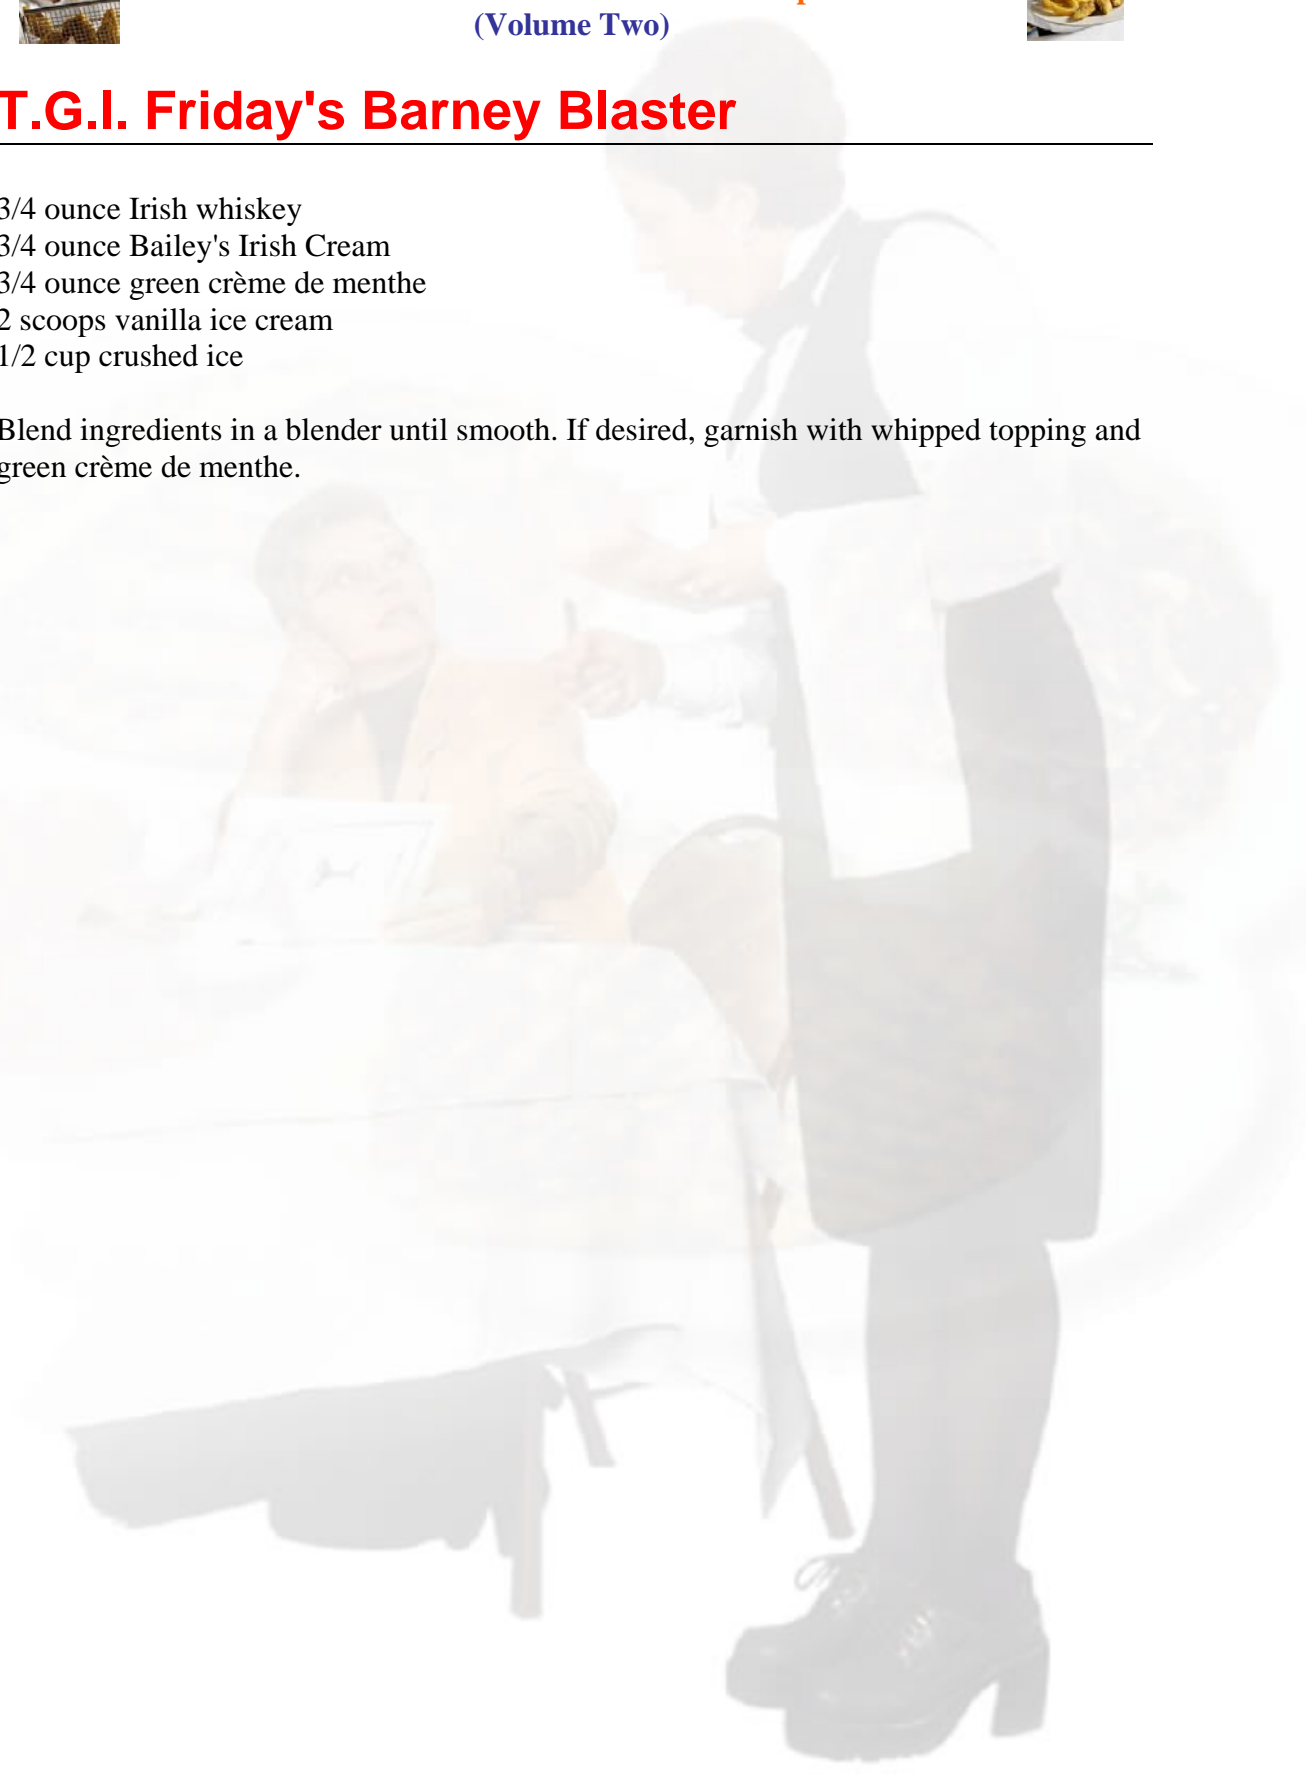 (Volume Two)
T.G.I. Friday's Barney Blaster
3/4 ounce Irish whiskey
3/4 ounce Bailey's Irish Cream
3/4 ounce green crème de menthe
2 scoops vanilla ice cream
1/2 cup crushed ice
Blend ingredients in a blender until smooth. If desired, garnish with whipped topping and
green crème de menthe.